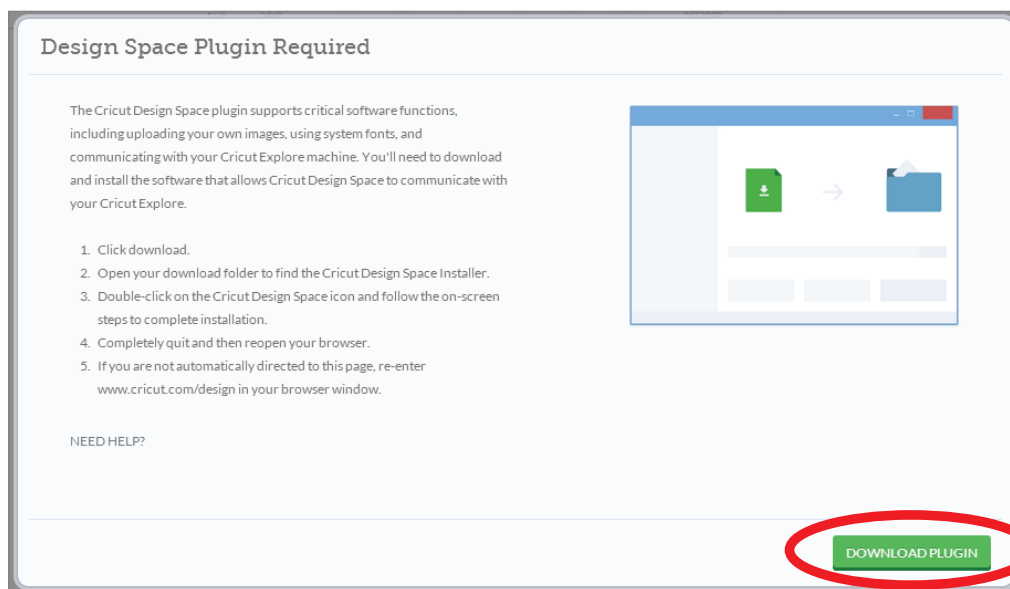 Design Space Plugin Required
The Cricut Design Space plugin supports critical software functions,
including uploading your own images, using system fonts, and
communicating with your Cricut Explore machine. You'll need to download
and install the software that allows Cricut Design Space to communicate with
your Cricut Explore.
1. Click download.
2. Open your download folder to find the Cricut Design Space Installer.
3. Double-click on the Cricut Design Space icon and follow the on-screen
steps to complete installation.
4. Completely quit and then reopen your browser.
5. If you are not automatically directed to this page, re-enter
www.cricut.com/design in your browser window.
NEED HELP?
DOWNLOAD PLUGIN